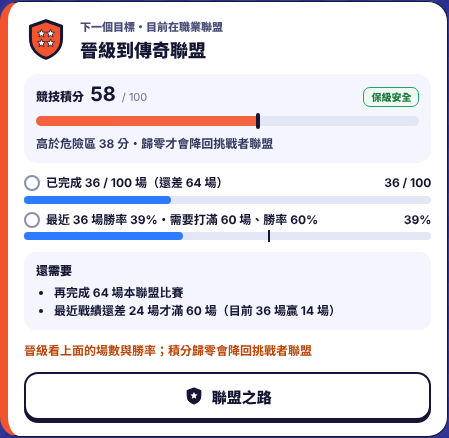 下一個目標・目前在職業聯盟
晉級到傳奇聯盟
競技積分 58 / 100 保級安全
高於危險區 38 分・歸零才會降回挑戰者聯盟
已完成 36 / 100 場（還差 64 場） 36 / 100
最近 36 場勝率 39%・需要打滿 60 場、勝率 60% 39%
還需要
• 再完成 64 場本聯盟比賽
• 最近戰績還差 24 場才滿 60 場（目前 36 場贏 14 場）
晉級看上面的場數與勝率；積分歸零會降回挑戰者聯盟
聯盟之路